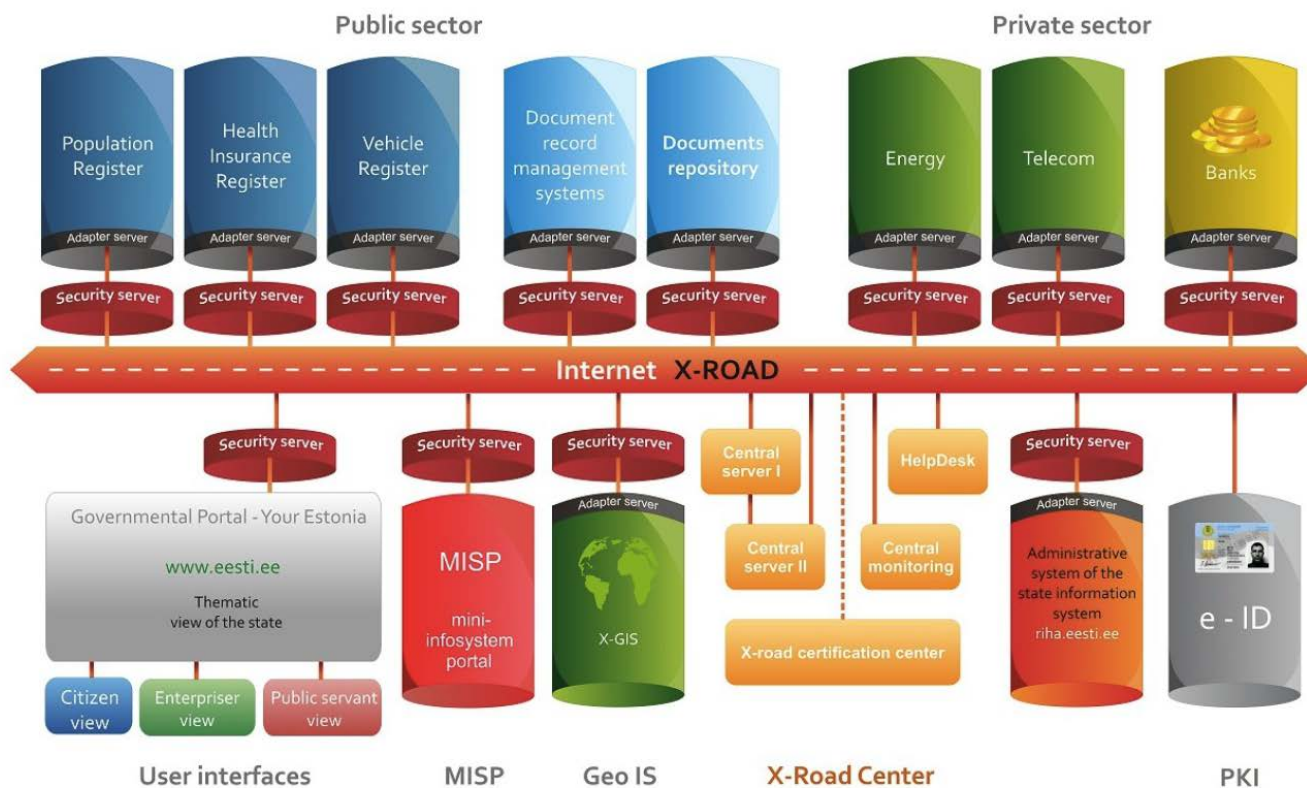 Public sector
Private sector
Population
Register
Adapter server
Security server
Health
Insurance
Register
Adapter server
Security server
Vehicle
Register
Adapter server
Security server
Document
record
management
systems
Adapter server
Security server
Documents
repository
Adapter server
Security server
Energy
Adapter server
Security server
Telecom
Adapter server
Security server
Banks
Adapter server
Security server
Internet X-ROAD
Security server
Governmental Portal - Your Estonia
www.eesti.ee
Thematic
view of the state
Citizen
view
Enterpriser
view
Public servant
view
Security server
MISP
mini-
infosystem
portal
Security server
Adapter server
X-GIS
Central
server I
Central
server II
HelpDesk
Central
monitoring
X-road certification center
Security server
Adapter server
Administrative
system of the
state information
system
riha.eesti.ee
e - ID
User interfaces
MISP
Geo IS
X-Road Center
PKI